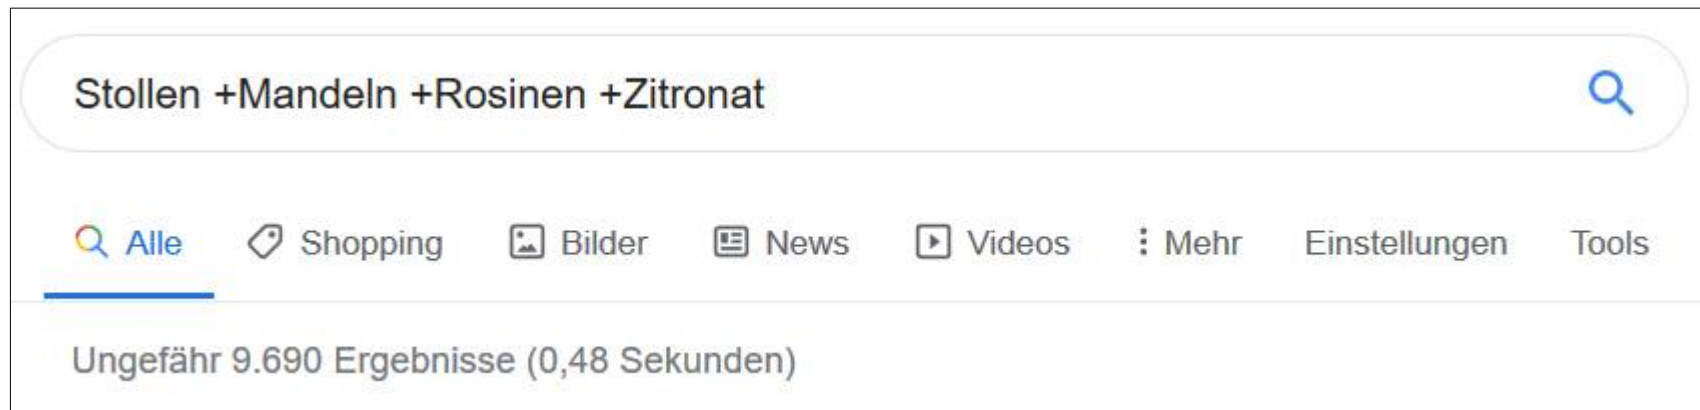 Stollen +Mandeln +Rosinen +Zitronat
Alle Shopping Bilder News Videos Mehr Einstellungen Tools
Ungefähr 9.690 Ergebnisse (0,48 Sekunden)